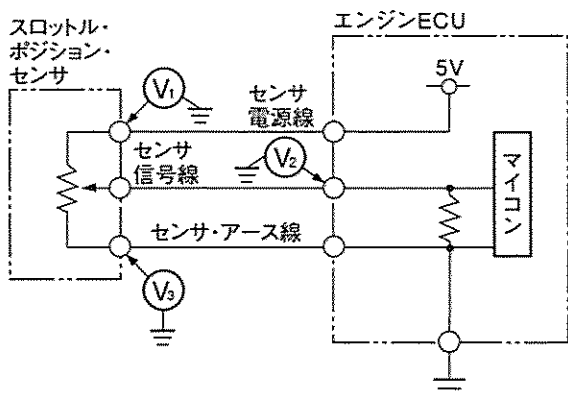 スロットル・
ポジション・
センサ
エンジンECU
V₁
センサ
電源線
5V
センサ
信号線
V₂
マイコン
センサ・アース線
V₃